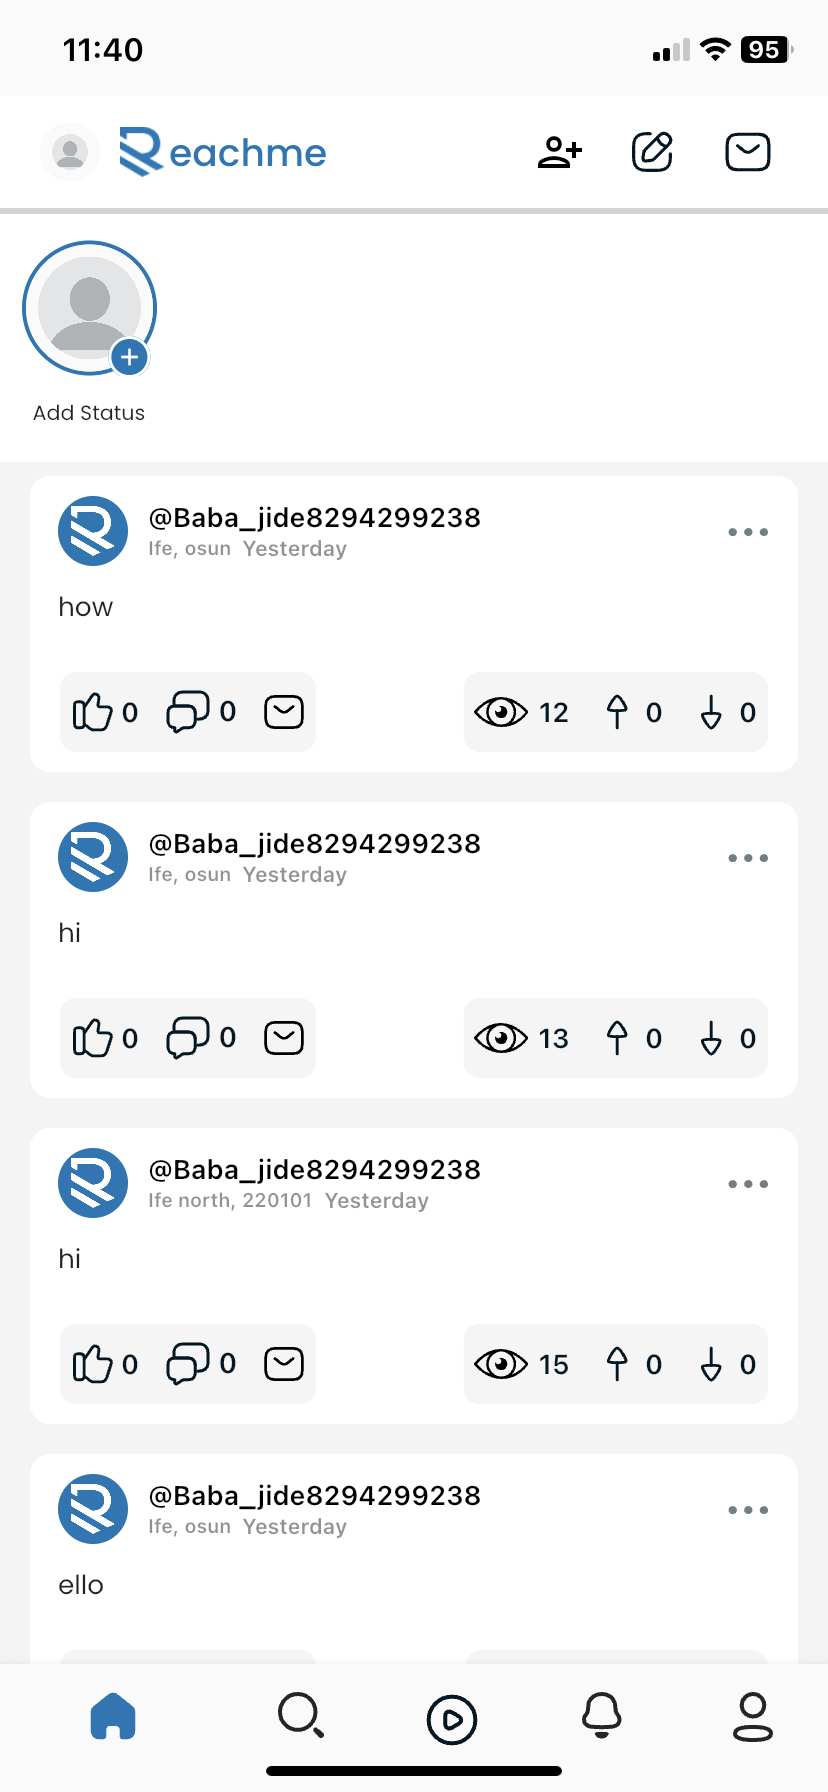 11:40
95
Reachme
Add Status
@Baba_jide8294299238
Ife, osun Yesterday
how
0 0 12 0 0
@Baba_jide8294299238
Ife, osun Yesterday
hi
0 0 13 0 0
@Baba_jide8294299238
Ife north, 220101 Yesterday
hi
0 0 15 0 0
@Baba_jide8294299238
Ife, osun Yesterday
ello